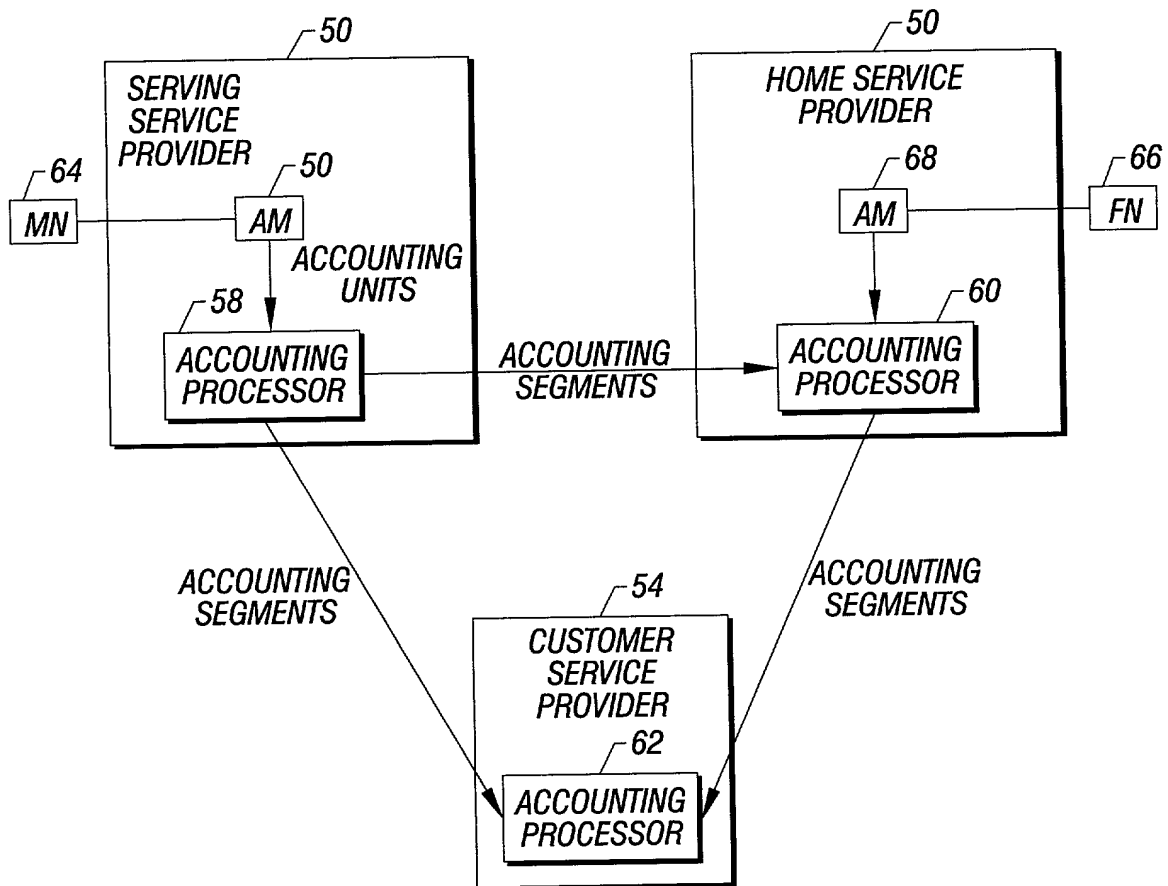 50
SERVING
SERVICE
PROVIDER
50
HOME SERVICE
PROVIDER
64
MN
50
AM
68
AM
66
FN
ACCOUNTING
UNITS
58
ACCOUNTING
PROCESSOR
ACCOUNTING
SEGMENTS
60
ACCOUNTING
PROCESSOR
ACCOUNTING
SEGMENTS
ACCOUNTING
SEGMENTS
54
CUSTOMER
SERVICE
PROVIDER
62
ACCOUNTING
PROCESSOR